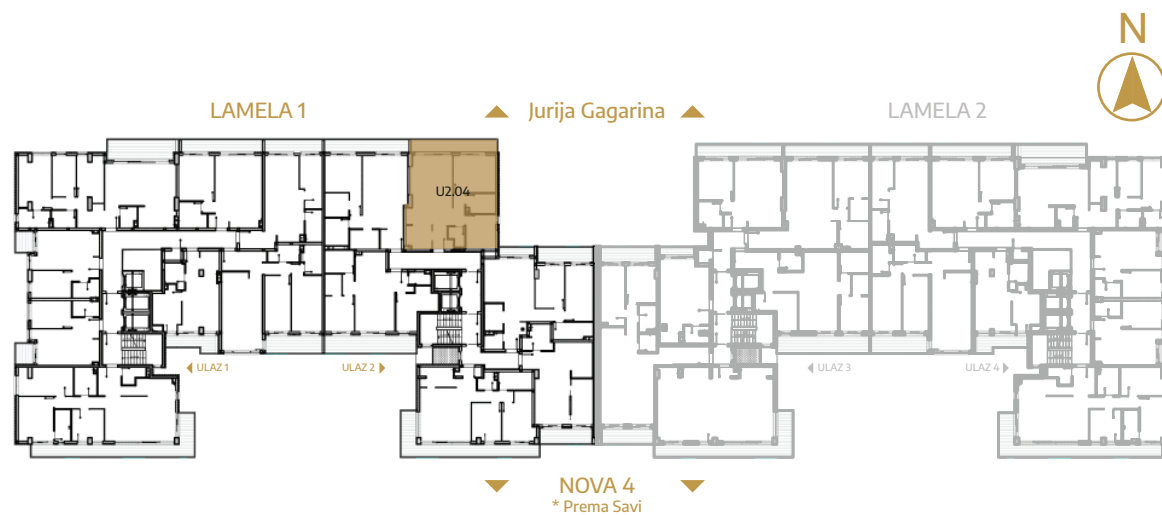 N
LAMELA 1
Jurija Gagarina
LAMELA 2
U2.04
ULAZ 1
ULAZ 2
ULAZ 3
ULAZ 4
NOVA 4
* Prema Savi